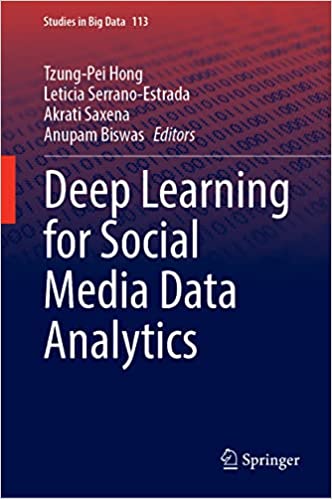 Studies in Big Data 113
Tzung-Pei Hong
Leticia Serrano-Estrada
Akrati Saxena
Anupam Biswas Editors
Deep Learning
for Social
Media Data
Analytics
Springer